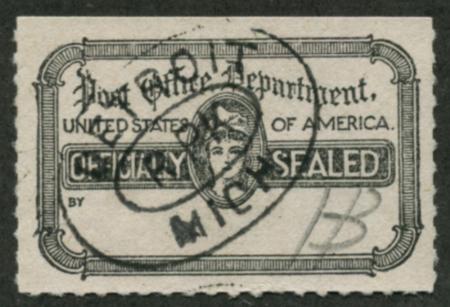 Post Office Department,
UNITED STATES OF AMERICA.
OFFICIALLY SEALED
BY
DETROIT
MICH